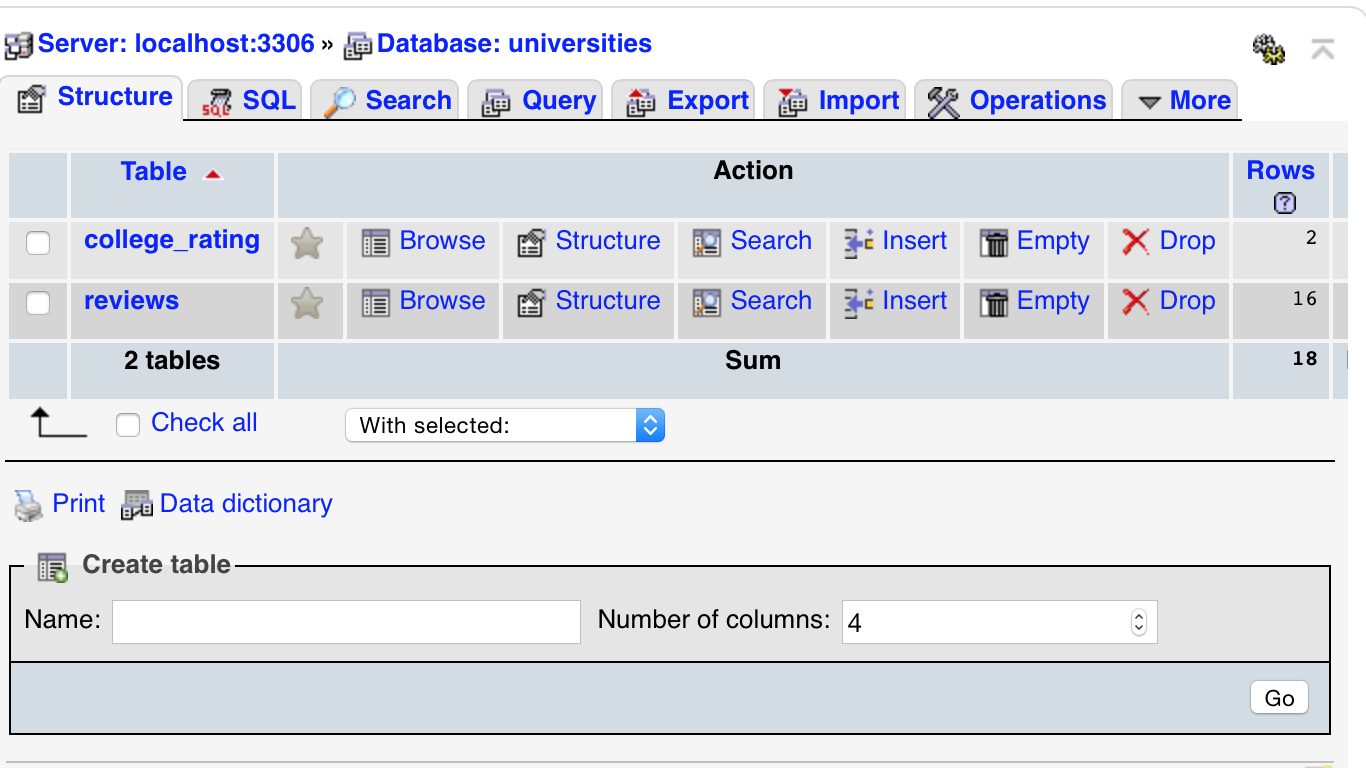 Server: localhost:3306 » Database: universities
Structure SQL Search Query Export Import Operations More
Table Action Rows
?
college_rating Browse Structure Search Insert Empty Drop 2
reviews Browse Structure Search Insert Empty Drop 16
2 tables Sum 18
Check all With selected:
Print Data dictionary
Create table
Name: Number of columns: 4
Go